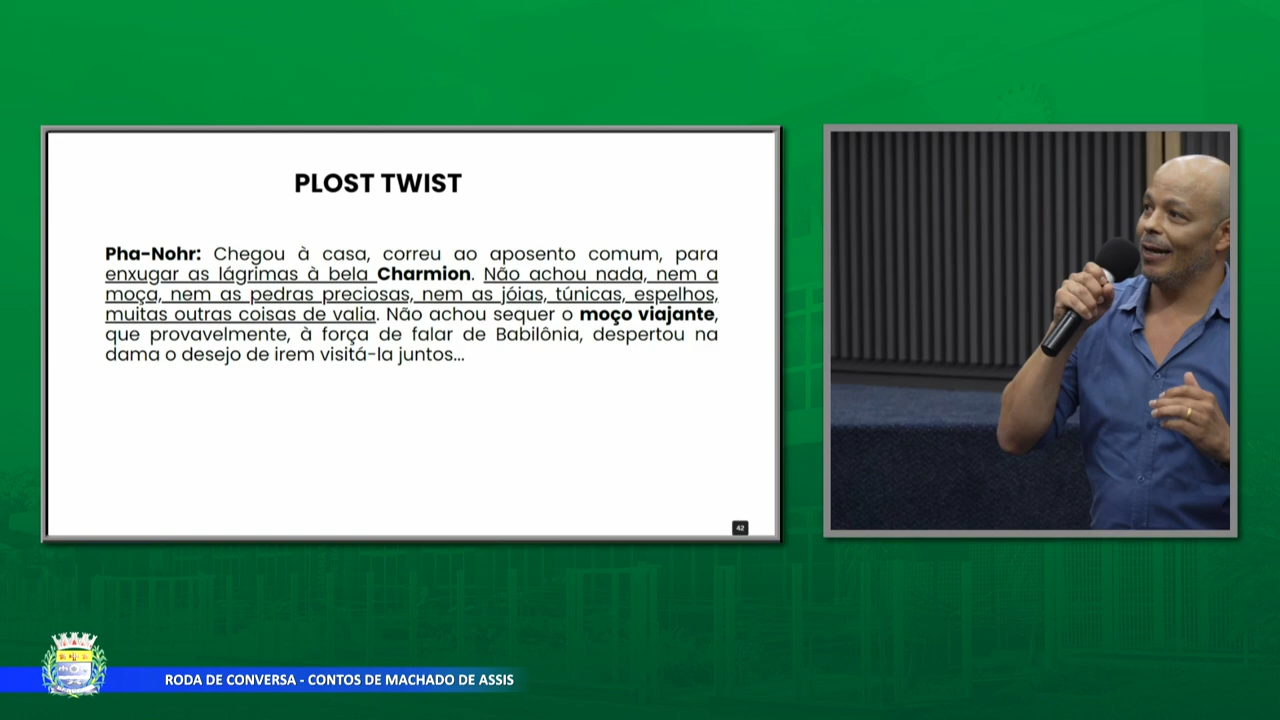 PLOST TWIST
Pha-Nohr: Chegou à casa, correu ao aposento comum, para
enxugar as lágrimas à bela Charmion. Não achou nada, nem a
moça, nem as pedras preciosas, nem as jóias, túnicas, espelhos,
muitas outras coisas de valia. Não achou sequer o moço viajante,
que provavelmente, à força de falar de Babilônia, despertou na
dama o desejo de irem visitá-la juntos...
42
RODA DE CONVERSA - CONTOS DE MACHADO DE ASSIS